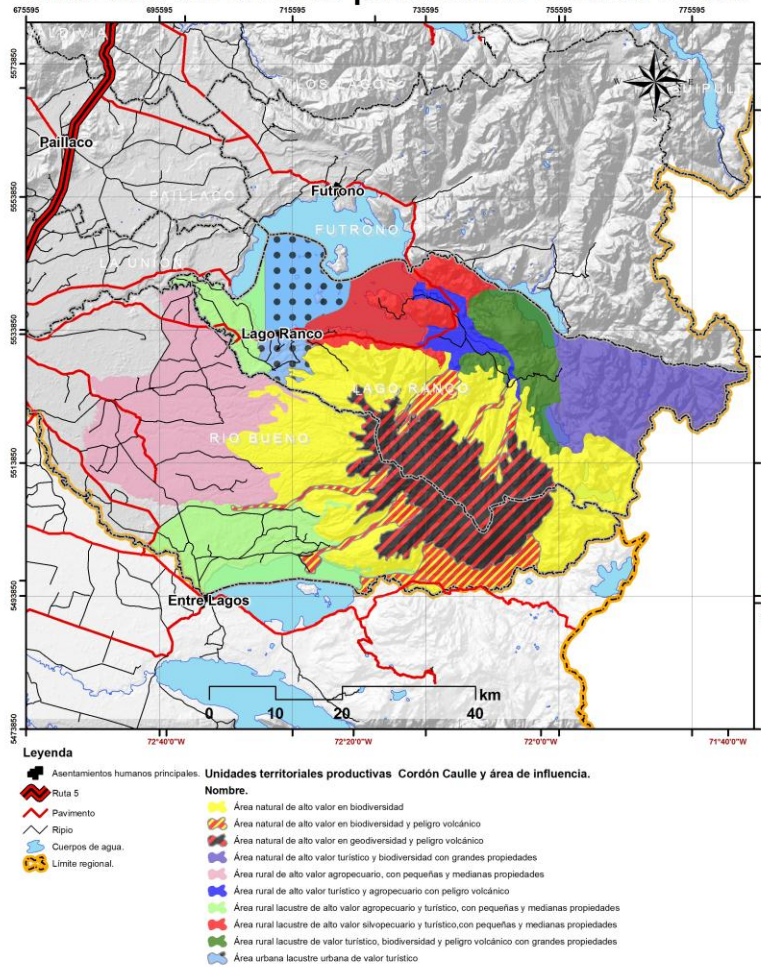 675595 695595 715595 735595 755595 775595
5573850
5553850
5533850
5513850
5493850
5473850
LOS LAGOS
N
W E
S
Paillaco
PAILLACO
Futrono
FUTRONO
LA UNION
Lago Ranco
LAGO RANCO
RIO BUENO
Entre Lagos
km
0 10 20 40
72°40'0"W 72°20'0"W 72°0'0"W 71°40'0"W
Leyenda
Asentamientos humanos principales.
Ruta 5
Pavimento
Ripio
Cuerpos de agua.
Límite regional.
Unidades territoriales productivas Cordón Caulle y área de influencia.
Nombre.
Área natural de alto valor en biodiversidad
Área natural de alto valor en biodiversidad y peligro volcánico
Área natural de alto valor en geodiversidad y peligro volcánico
Área natural de alto valor turístico y biodiversidad con grandes propiedades
Área rural de alto valor agropecuario, con pequeñas y medianas propiedades
Área rural de alto valor turístico y agropecuario con peligro volcánico
Área rural lacustre de alto valor agropecuario y turístico, con pequeñas y medianas propiedades
Área rural lacustre de alto valor silvopecuario y turístico,con pequeñas y medianas propiedades
Área rural lacustre de valor turístico, biodiversidad y peligro volcánico con grandes propiedades
Área urbana lacustre urbana de valor turístico